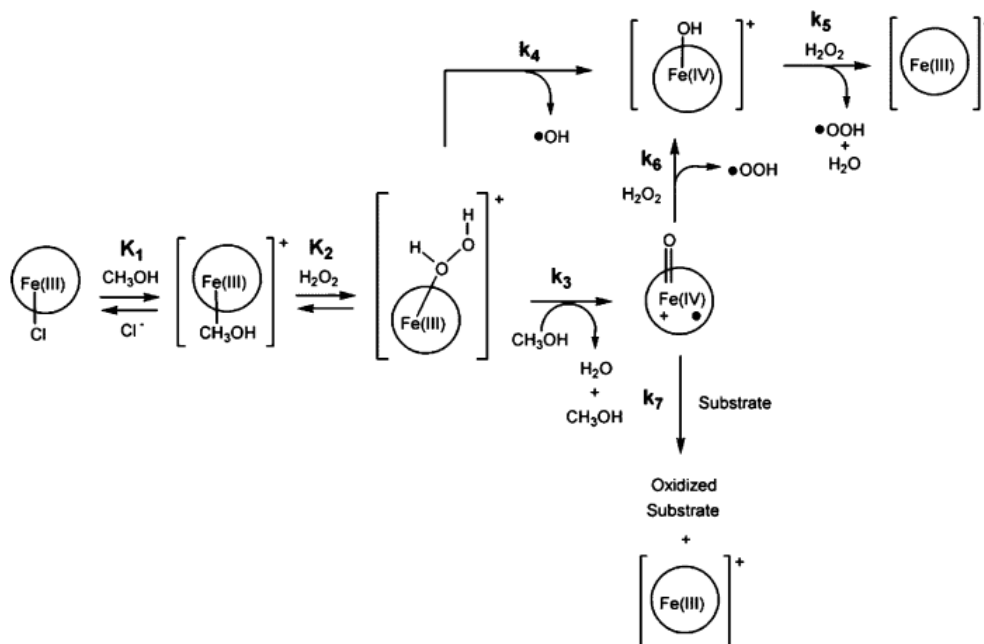 k4
•OH
OH
Fe(IV)
+
k5
H2O2
•OOH
+
H2O
Fe(III)
k6
H2O2
•OOH
Fe(III)
Cl
K1
CH3OH
Cl-
Fe(III)
CH3OH
+
K2
H2O2
H
H
O
O
Fe(III)
+
k3
CH3OH
H2O
+
CH3OH
O
Fe(IV)
+ •
k7
Substrate
Oxidized
Substrate
+
Fe(III)
+